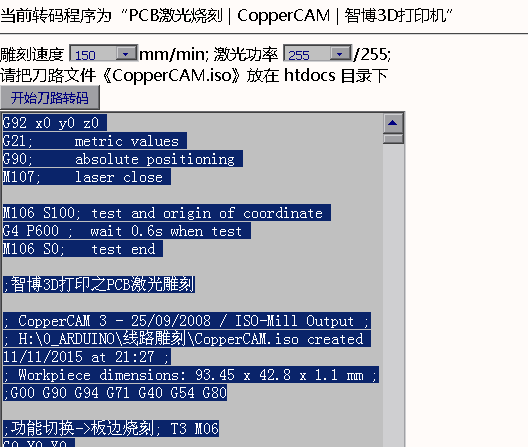 当前转码程序为“PCB激光烧刻 | CopperCAM | 智博3D打印机”
雕刻速度 150 mm/min; 激光功率 255 /255;
请把刀路文件《CopperCAM.iso》放在 htdocs 目录下
开始刀路转码
G92 x0 y0 z0
G21;    metric values
G90;    absolute positioning
M107;   laser close
M106 S100; test and origin of coordinate
G4 P600 ;  wait 0.6s when test
M106 S0;   test end
;智博3D打印之PCB激光雕刻
; CopperCAM 3 - 25/09/2008 / ISO-Mill Output ;
; H:\0_ARDUINO\线路雕刻\CopperCAM.iso created
11/11/2015 at 21:27 ;
; Workpiece dimensions: 93.45 x 42.8 x 1.1 mm ;
;G00 G90 G94 G71 G40 G54 G80
;功能切换->板边烧刻; T3 M06